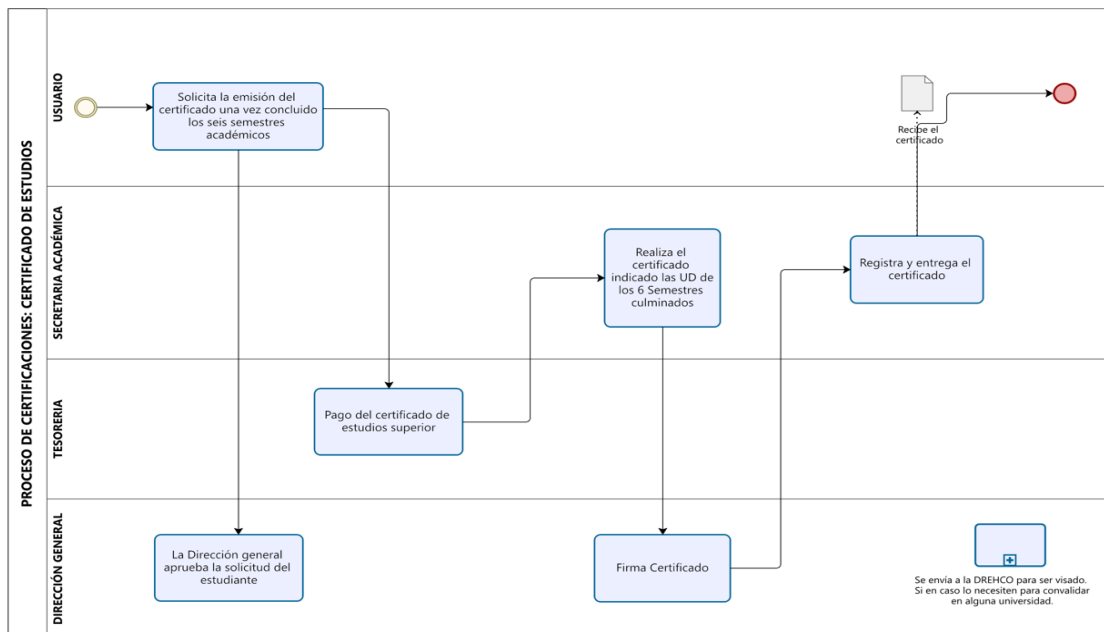 PROCESO DE CERTIFICACIONES: CERTIFICADO DE ESTUDIOS
USUARIO
Solicita la emisión del
certificado una vez concluido
los seis semestres
académicos
Recibe el
certificado
SECRETARIA ACADÉMICA
Realiza el
certificado
indicado las UD de
los 6 Semestres
culminados
Registra y entrega el
certificado
TESORERIA
Pago del certificado de
estudios superior
DIRECCIÓN GENERAL
La Dirección general
aprueba la solicitud del
estudiante
Firma Certificado
Se envía a la DREHCO para ser visado.
Si en caso lo necesiten para convalidar
en alguna universidad.